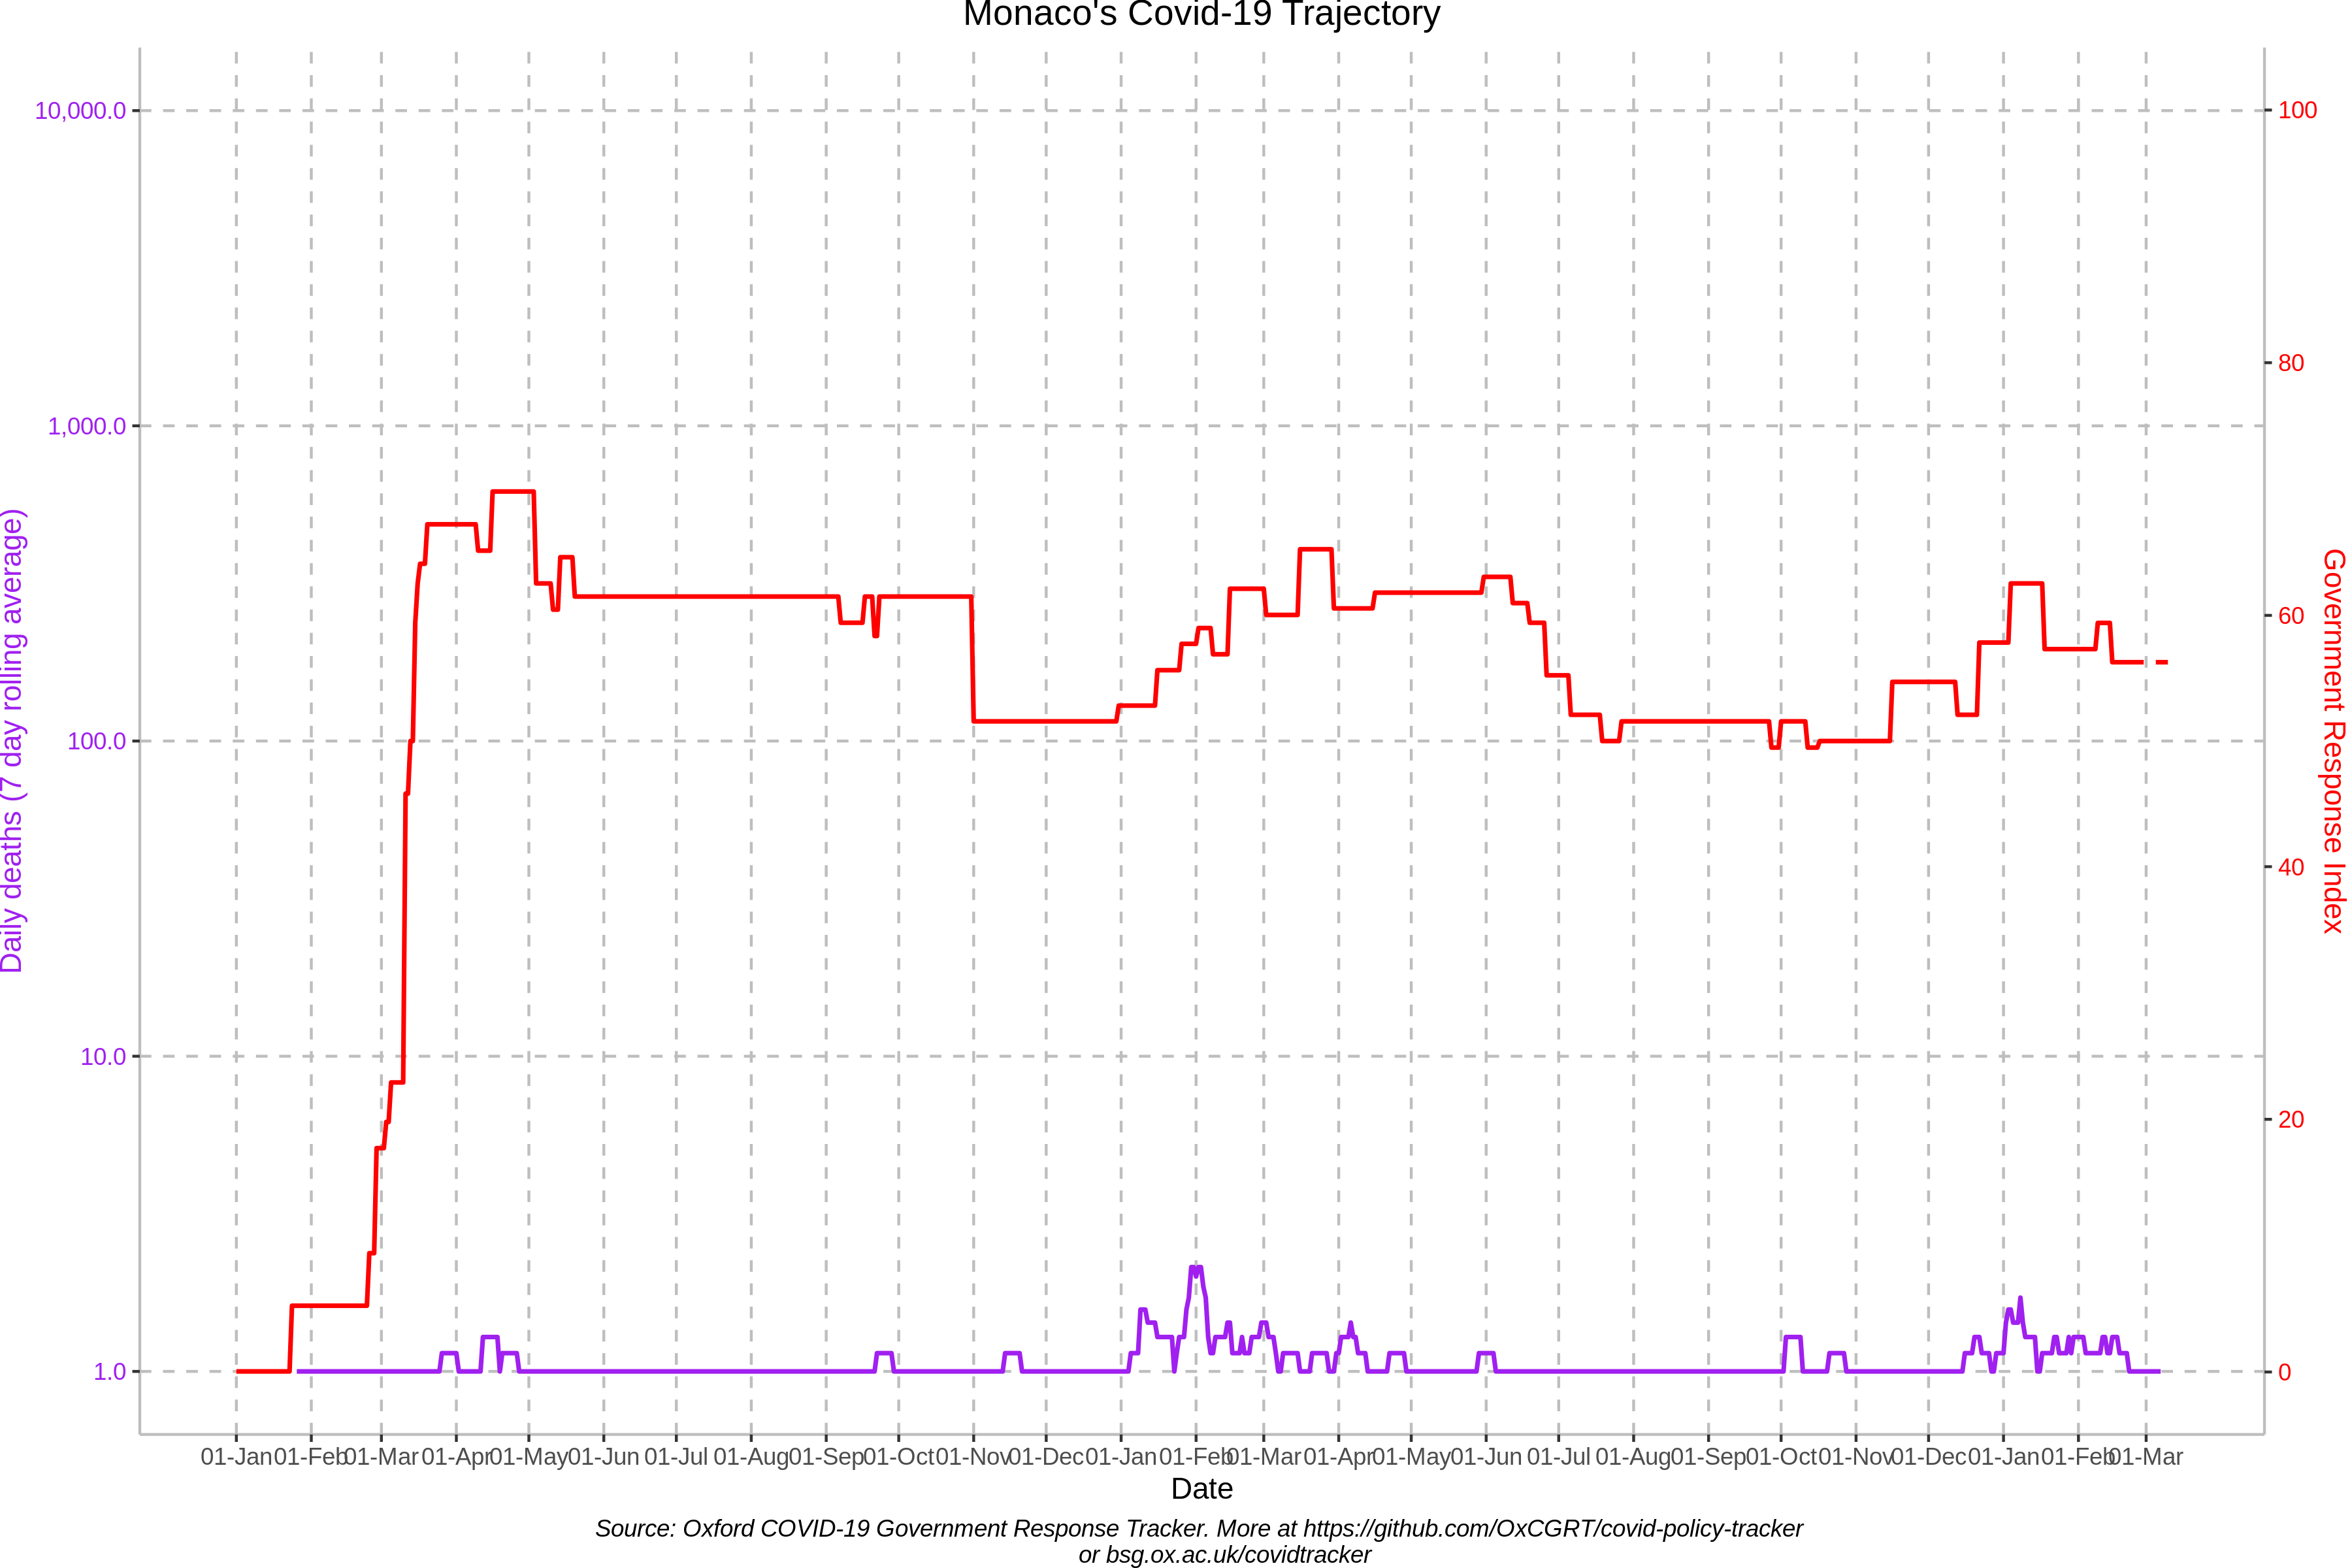 Monaco's Covid-19 Trajectory
10,000.0
1,000.0
100.0
10.0
1.0
Daily deaths (7 day rolling average)
100
80
60
40
20
0
Government Response Index
01-Jan 01-Feb 01-Mar 01-Apr 01-May 01-Jun 01-Jul 01-Aug 01-Sep 01-Oct 01-Nov 01-Dec 01-Jan 01-Feb 01-Mar 01-Apr 01-May 01-Jun 01-Jul 01-Aug 01-Sep 01-Oct 01-Nov 01-Dec 01-Jan 01-Feb 01-Mar
Date
Source: Oxford COVID-19 Government Response Tracker. More at https://github.com/OxCGRT/covid-policy-tracker
or bsg.ox.ac.uk/covidtracker